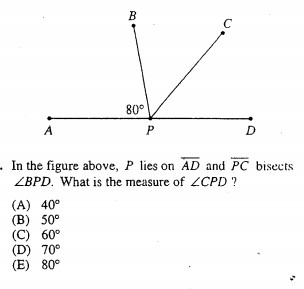 B
C
80°
A P D
. In the figure above, P lies on AD and PC bisects
∠BPD. What is the measure of ∠CPD ?
(A) 40°
(B) 50°
(C) 60°
(D) 70°
(E) 80°